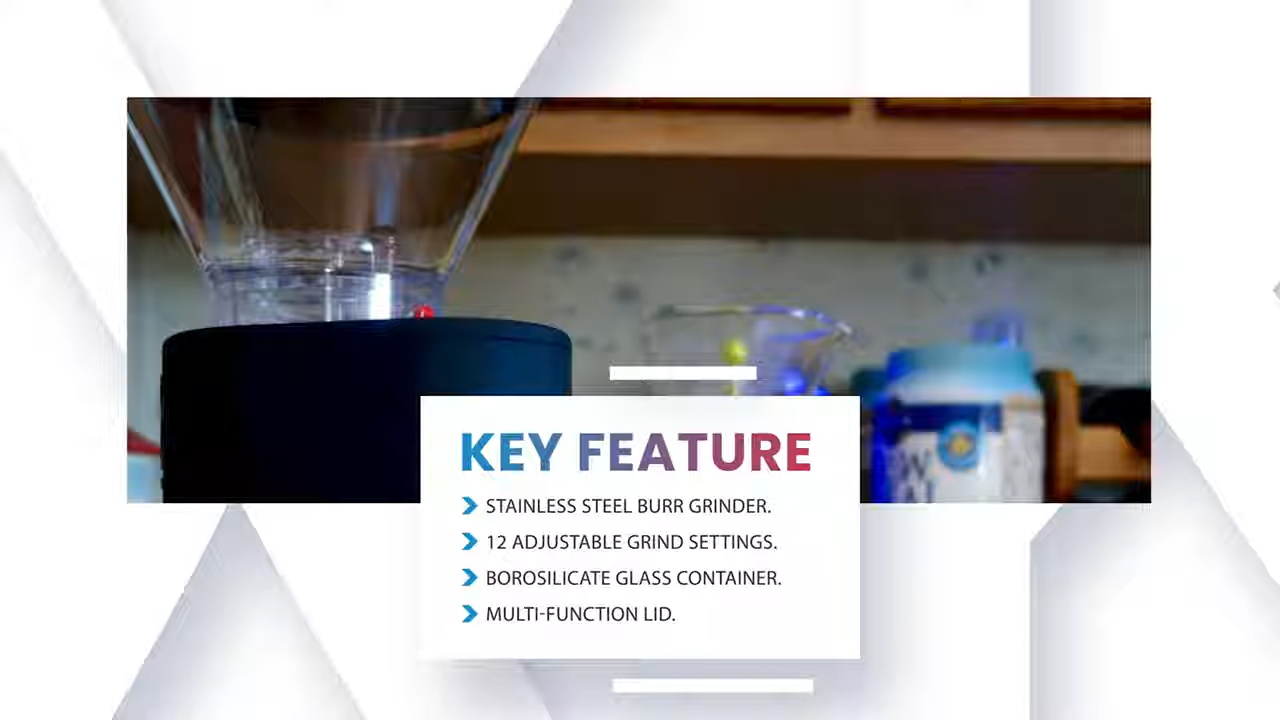 KEY FEATURE
STAINLESS STEEL BURR GRINDER.
12 ADJUSTABLE GRIND SETTINGS.
BOROSILICATE GLASS CONTAINER.
MULTI-FUNCTION LID.